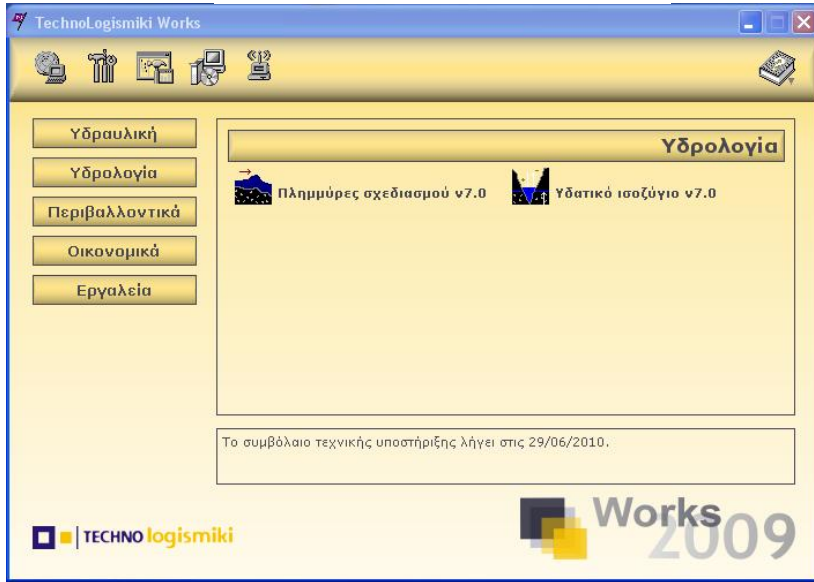 TechnoLogismiki Works
Υδραυλική
Υδρολογία
Περιβαλλοντικά
Οικονομικά
Εργαλεία
Υδρολογία
Πλημμύρες σχεδιασμού v7.0
Υδατικό ισοζύγιο v7.0
Το συμβόλαιο τεχνικής υποστήριξης λήγει στις 29/06/2010.
TECHNO logismiki
Works
2009